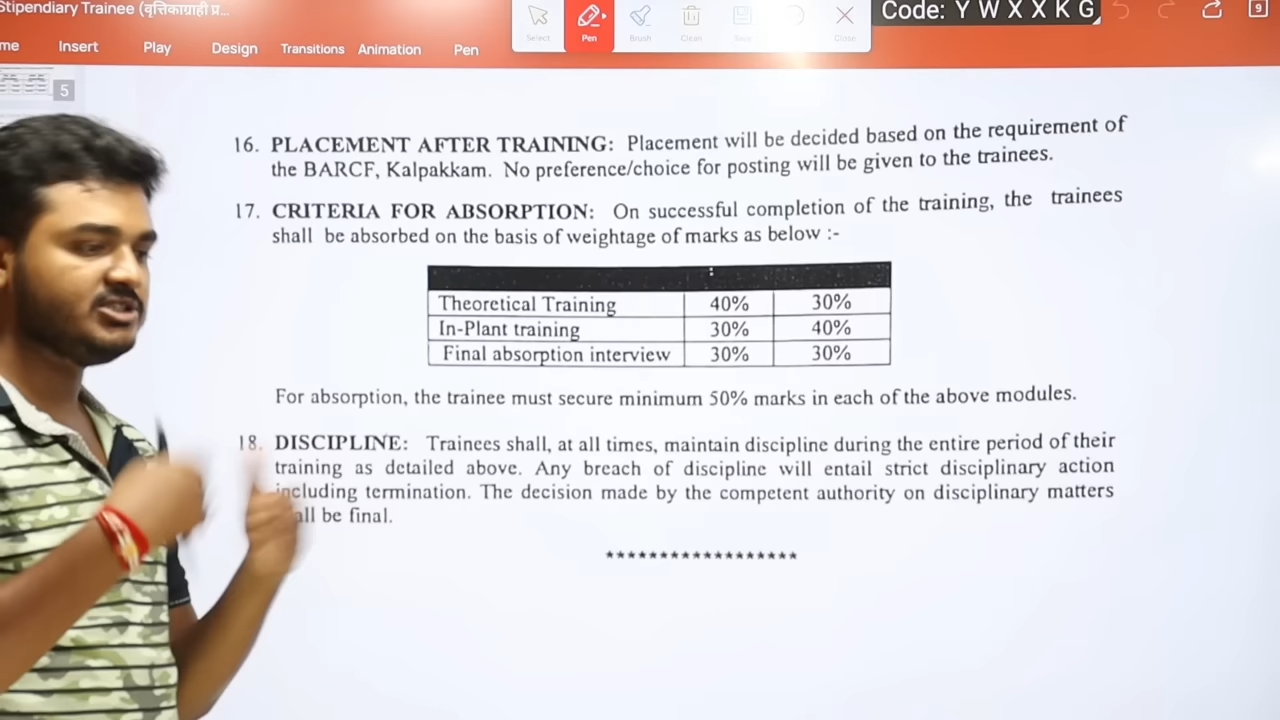 Stipendiary Trainee (वृत्तिकाग्राही प्र...
Code: Y W X X K G
9
me Insert Play Design Transitions Animation Pen
Select Pen Brush Clean Save Close
5
16. PLACEMENT AFTER TRAINING: Placement will be decided based on the requirement of
the BARCF, Kalpakkam. No preference/choice for posting will be given to the trainees.
17. CRITERIA FOR ABSORPTION: On successful completion of the training, the trainees
shall be absorbed on the basis of weightage of marks as below :-
Theoretical Training 40% 30%
In-Plant training 30% 40%
Final absorption interview 30% 30%
For absorption, the trainee must secure minimum 50% marks in each of the above modules.
18. DISCIPLINE: Trainees shall, at all times, maintain discipline during the entire period of their
training as detailed above. Any breach of discipline will entail strict disciplinary action
including termination. The decision made by the competent authority on disciplinary matters
all be final.
******************